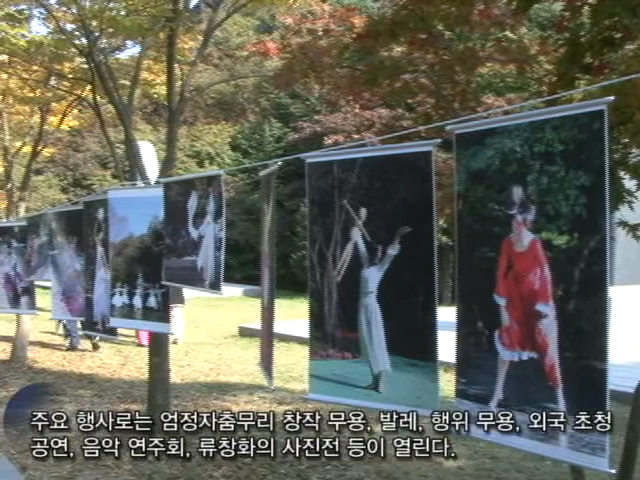 주요 행사로는 엄정자춤무리 창작 무용, 발레, 행위 무용, 외국 초청
공연, 음악 연주회, 류창화의 사진전 등이 열린다.